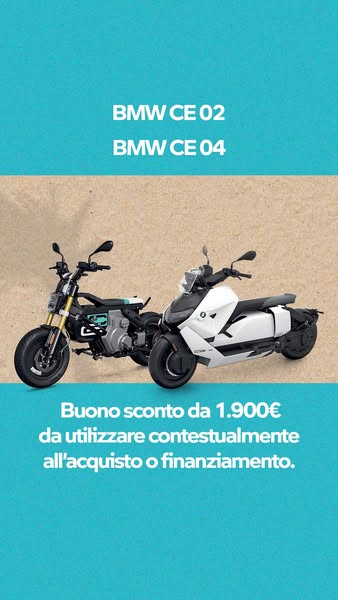 BMW CE 02
BMW CE 04
Buono sconto da 1.900€
da utilizzare contestualmente
all'acquisto o finanziamento.